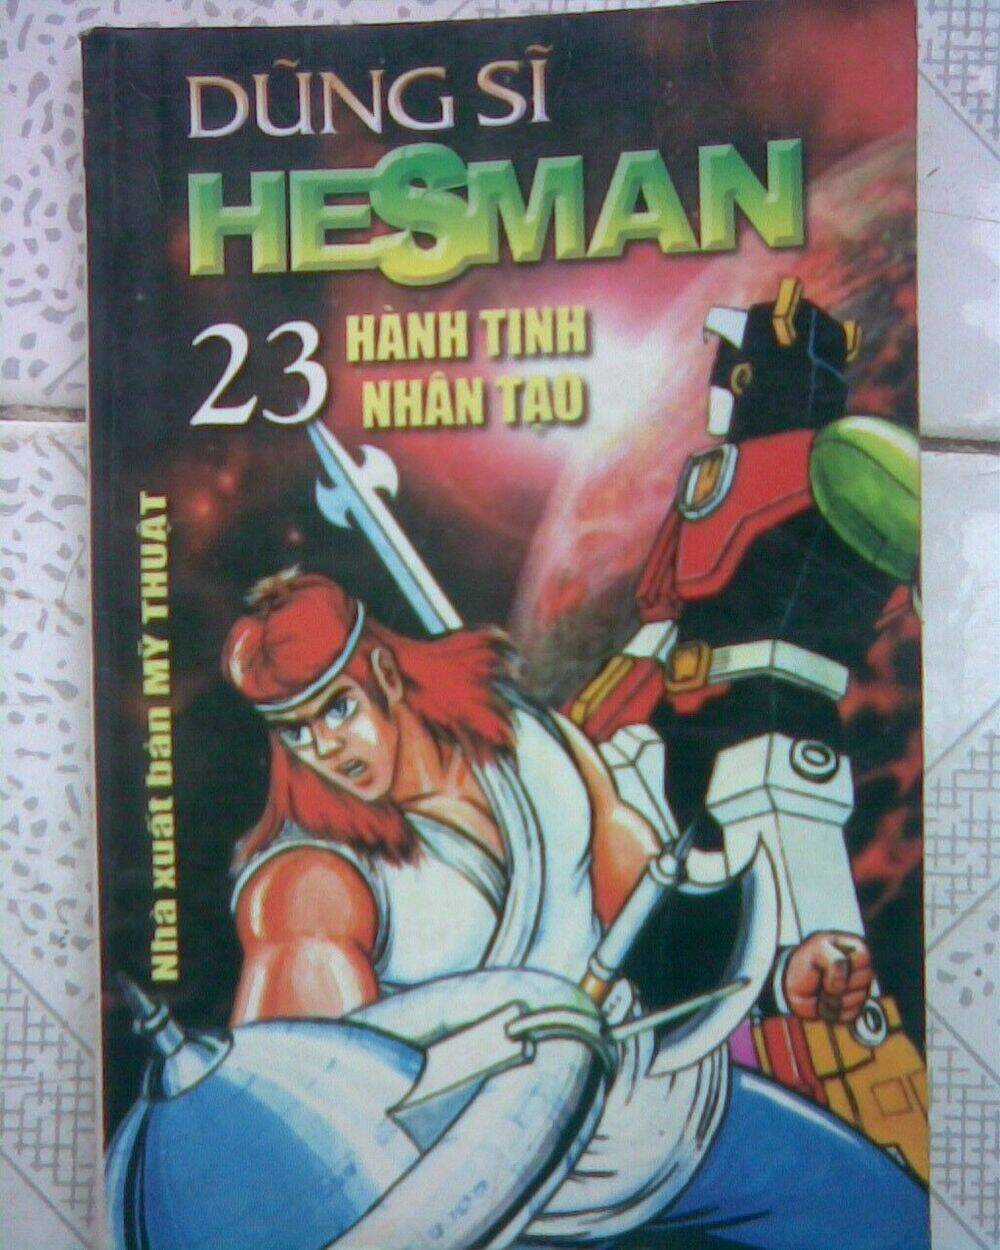 DŨNG SĨ
HESMAN
23
HÀNH TINH
NHÂN TẠO
Nhà xuất bản MỸ THUẬT